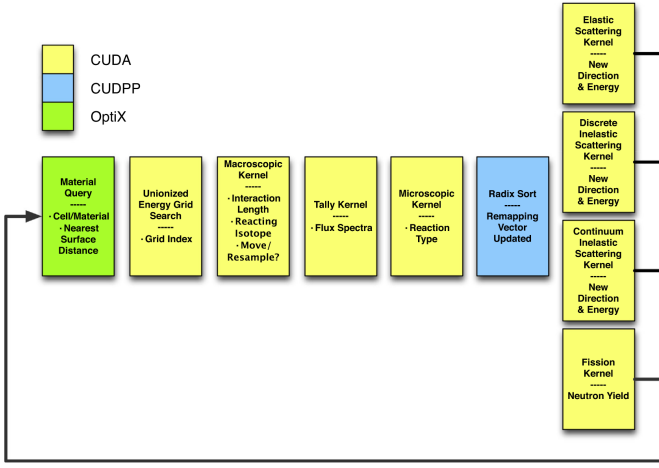 CUDA
CUDPP
OptiX
Material
Query
-----
· Cell/Material
· Nearest
Surface
Distance
Unionized
Energy Grid
Search
-----
· Grid Index
Macroscopic
Kernel
-----
· Interaction
Length
· Reacting
Isotope
· Move/
Resample?
Tally Kernel
-----
· Flux Spectra
Microscopic
Kernel
-----
· Reaction
Type
Radix Sort
-----
Remapping
Vector
Updated
Elastic
Scattering
Kernel
-----
New
Direction
& Energy
Discrete
Inelastic
Scattering
Kernel
-----
New
Direction
& Energy
Continuum
Inelastic
Scattering
Kernel
-----
New
Direction
& Energy
Fission
Kernel
-----
Neutron Yield